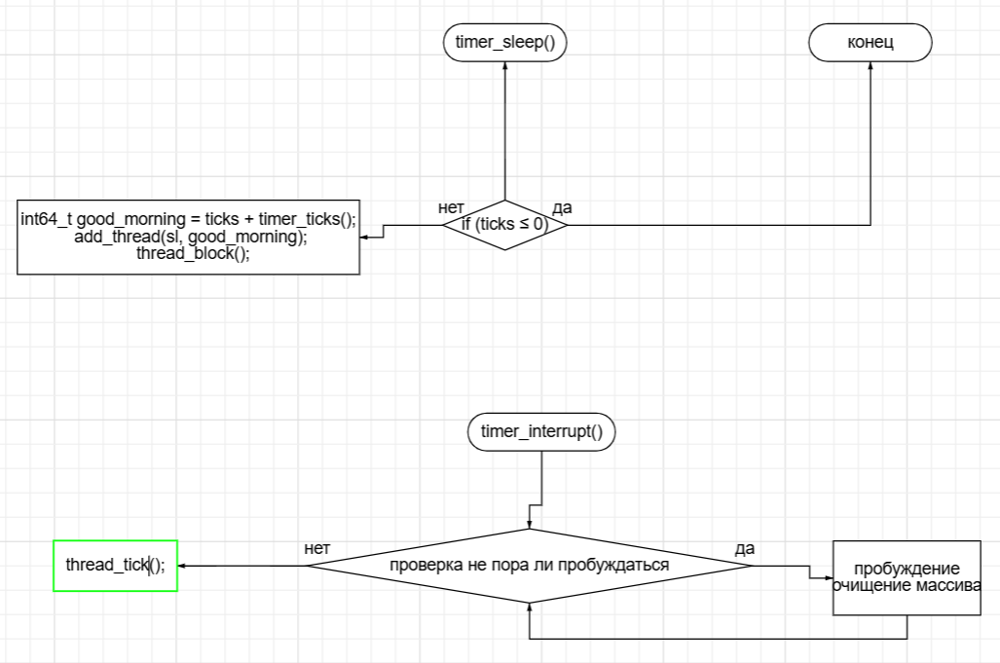 timer_sleep()
конец
нет
да
if (ticks ≤ 0)
int64_t good_morning = ticks + timer_ticks();
add_thread(sl, good_morning);
thread_block();
timer_interrupt()
нет
да
проверка не пора ли пробуждаться
thread_tick();
пробуждение
очищение массива